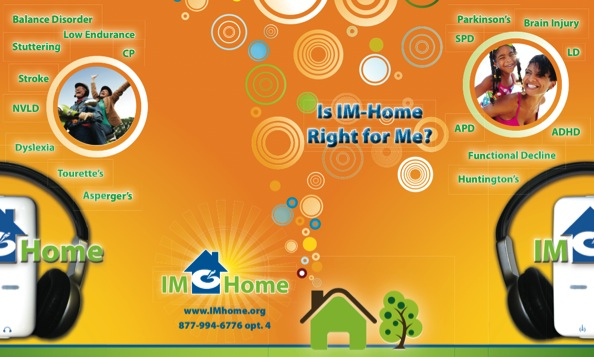 Balance Disorder
Low Endurance
Stuttering
CP
Stroke
NVLD
Dyslexia
Tourette's
Asperger's
Home
IM Home
www.IMhome.org
877-994-6776 opt. 4
Is IM-Home
Right for Me?
Parkinson's
Brain Injury
SPD
LD
APD
ADHD
Functional Decline
Huntington's
IM